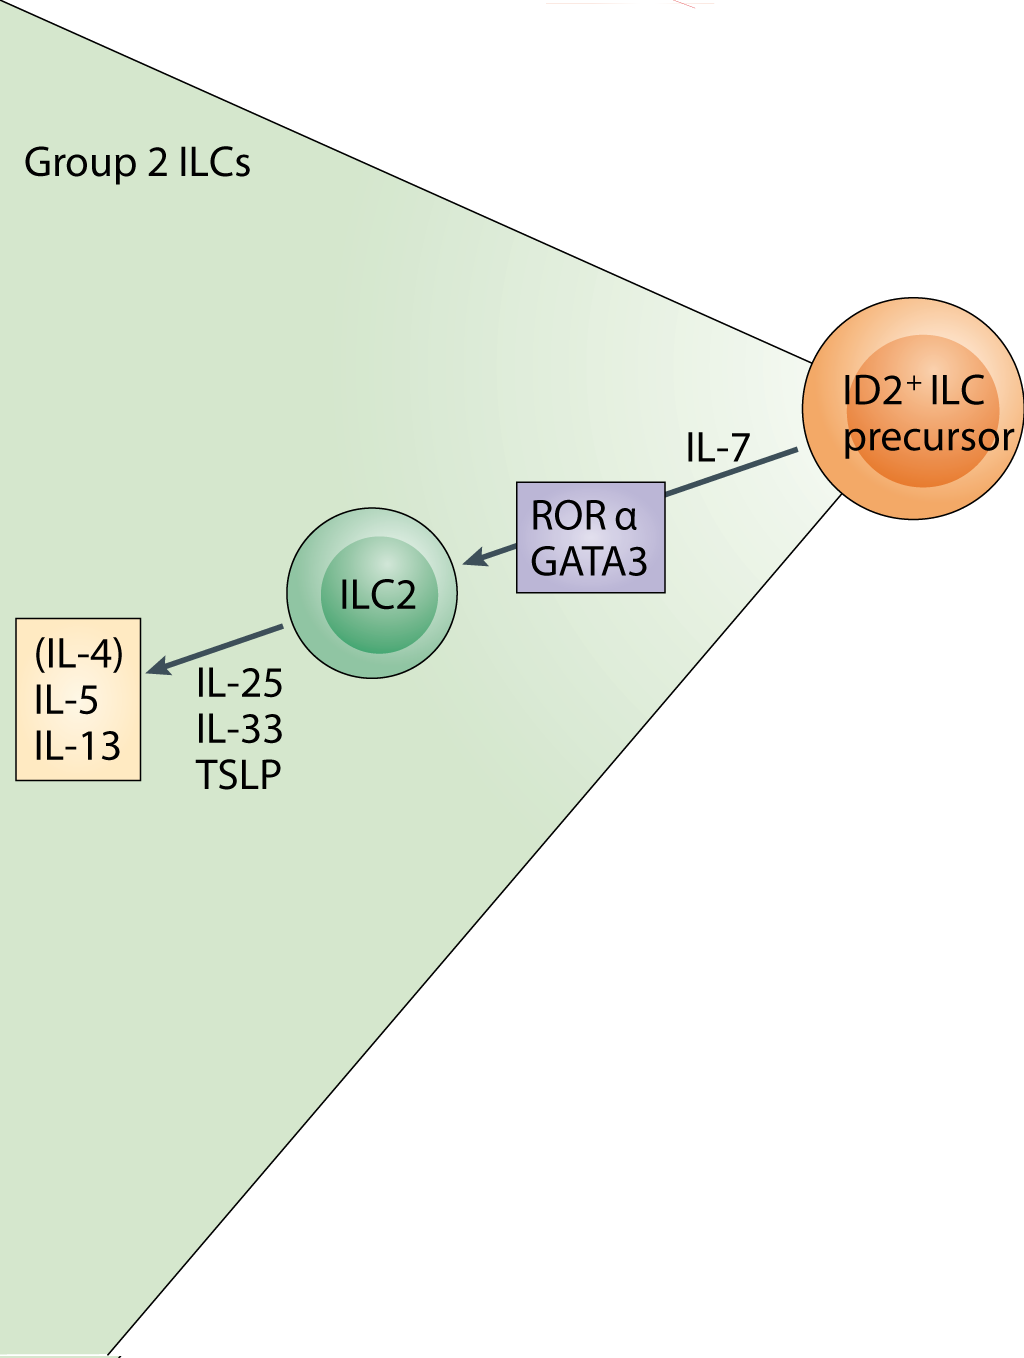 Group 2 ILCs
ID2⁺ ILC
precursor
IL-7
ROR α
GATA3
ILC2
(IL-4)
IL-5
IL-13
IL-25
IL-33
TSLP